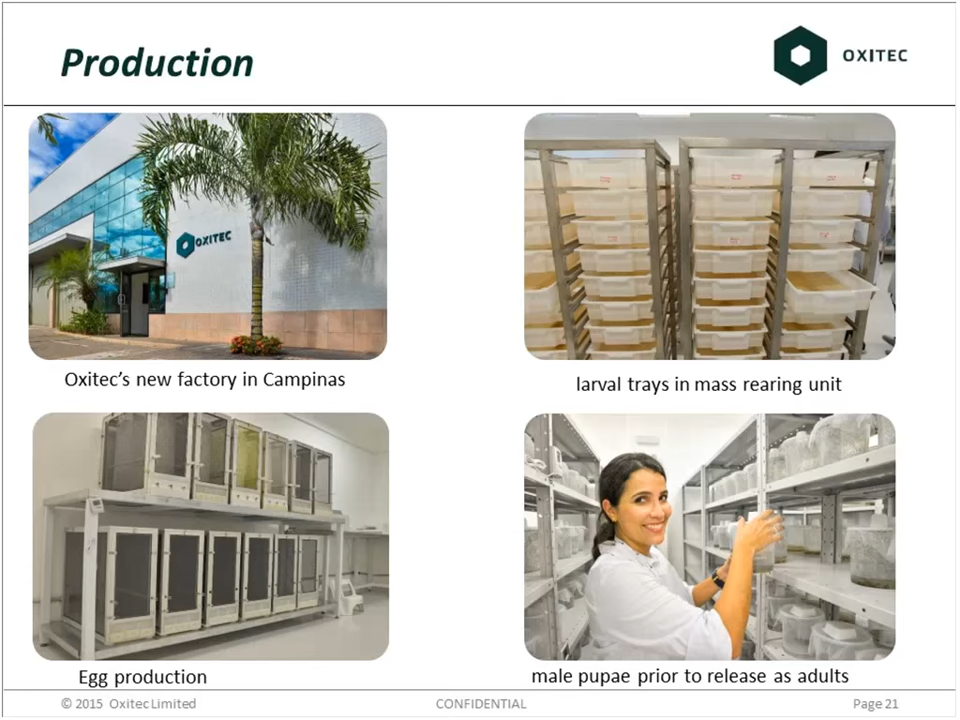 Production
OXITEC
OXITEC
Oxitec's new factory in Campinas
larval trays in mass rearing unit
Egg production
male pupae prior to release as adults
© 2015 Oxitec Limited
CONFIDENTIAL
Page 21